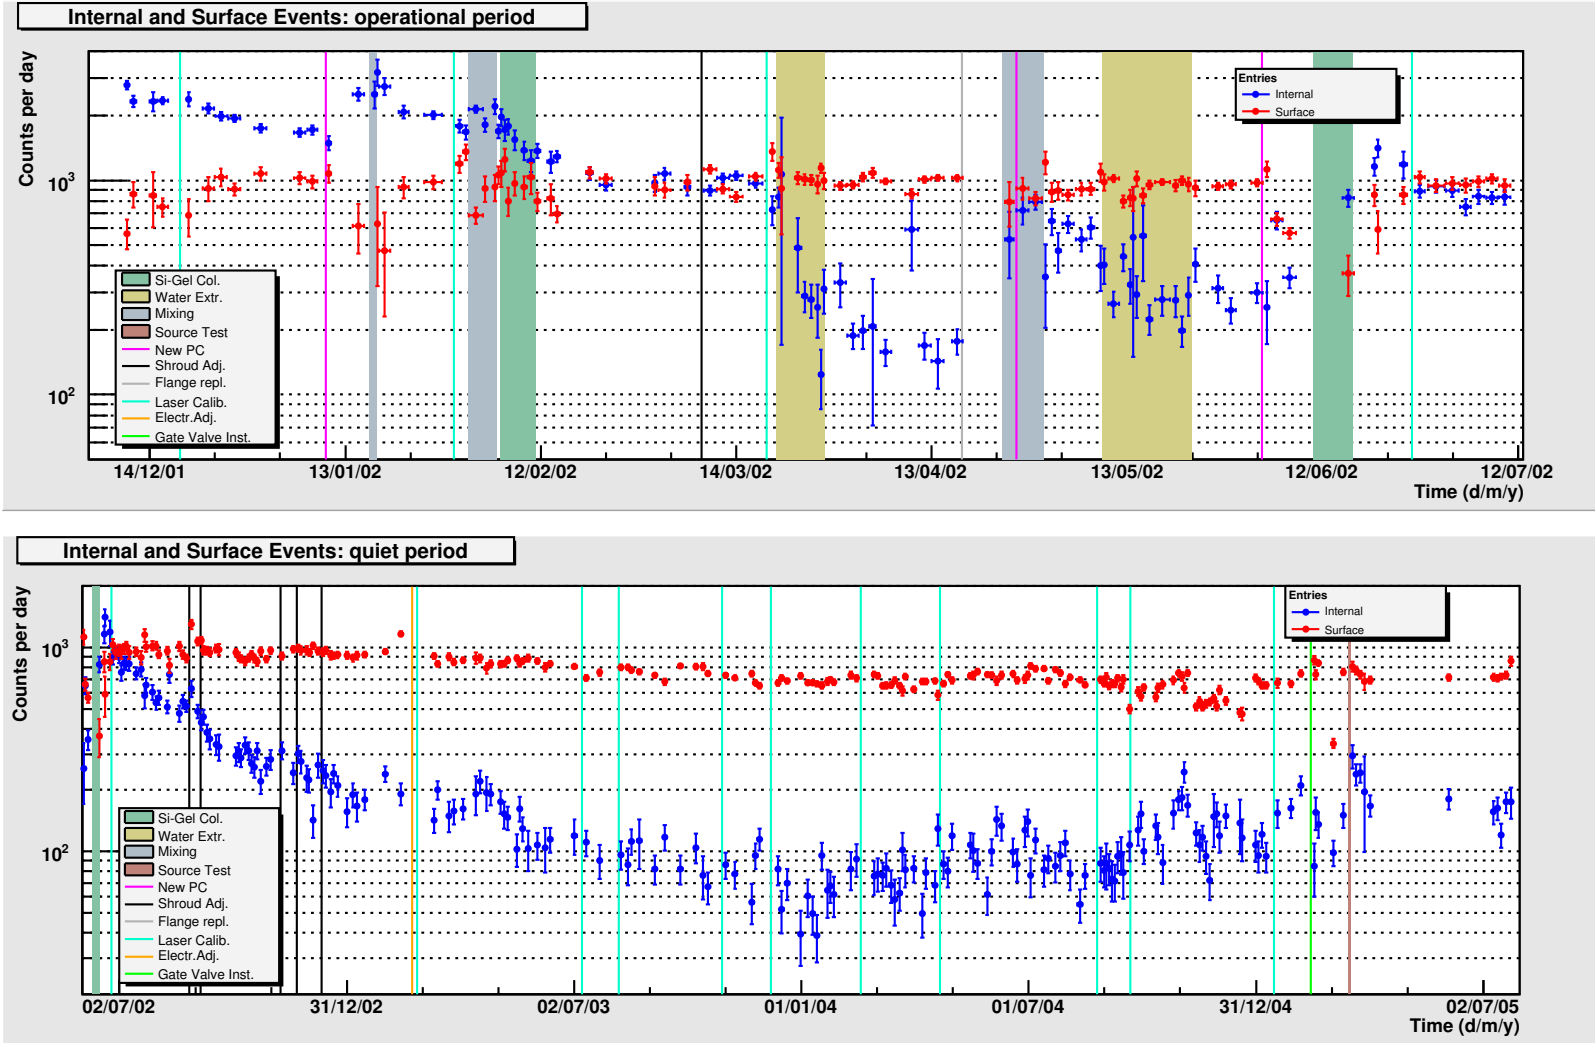 Internal and Surface Events: operational period
Counts per day
10^3
10^2
Entries
Internal
Surface
Si-Gel Col.
Water Extr.
Mixing
Source Test
New PC
Shroud Adj.
Flange repl.
Laser Calib.
Electr.Adj.
Gate Valve Inst.
14/12/01 13/01/02 12/02/02 14/03/02 13/04/02 13/05/02 12/06/02 12/07/02
Time (d/m/y)
Internal and Surface Events: quiet period
Counts per day
10^3
10^2
Entries
Internal
Surface
Si-Gel Col.
Water Extr.
Mixing
Source Test
New PC
Shroud Adj.
Flange repl.
Laser Calib.
Electr.Adj.
Gate Valve Inst.
02/07/02 31/12/02 02/07/03 01/01/04 01/07/04 31/12/04 02/07/05
Time (d/m/y)